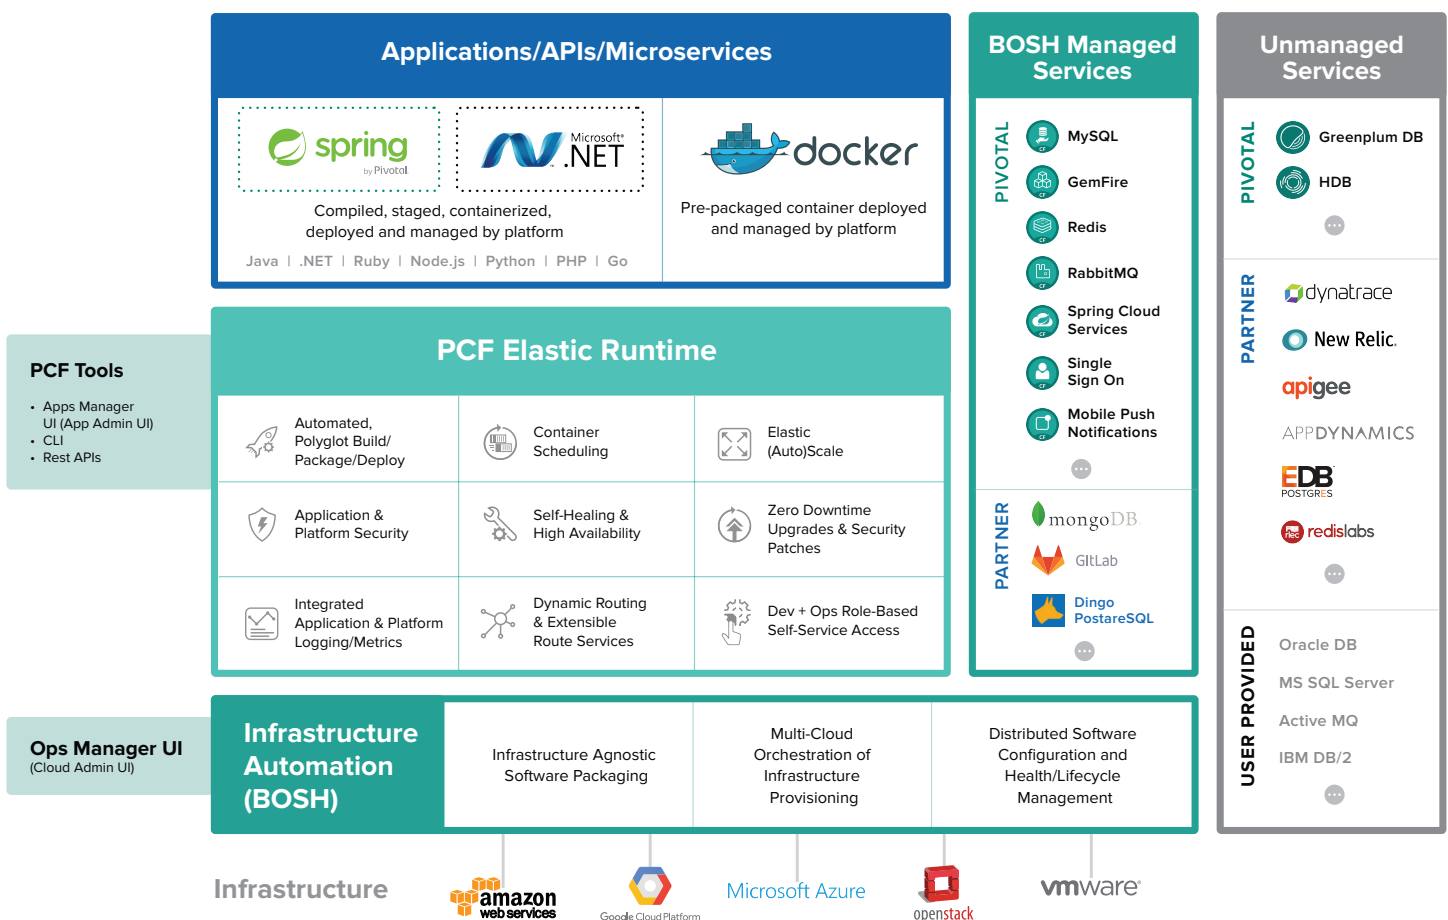 Applications/APIs/Microservices
spring
by Pivotal.
Microsoft®
.NET
Compiled, staged, containerized,
deployed and managed by platform
Java | .NET | Ruby | Node.js | Python | PHP | Go
docker
Pre-packaged container deployed
and managed by platform
PCF Tools
• Apps Manager
UI (App Admin UI)
• CLI
• Rest APIs
PCF Elastic Runtime
Automated,
Polyglot Build/
Package/Deploy
Container
Scheduling
Elastic
(Auto)Scale
Application &
Platform Security
Self-Healing &
High Availability
Zero Downtime
Upgrades & Security
Patches
Integrated
Application & Platform
Logging/Metrics
Dynamic Routing
& Extensible
Route Services
Dev + Ops Role-Based
Self-Service Access
BOSH Managed
Services
PIVOTAL
CF
MySQL
CF
GemFire
CF
Redis
CF
RabbitMQ
CF
Spring Cloud
Services
CF
Single
Sign On
CF
Mobile Push
Notifications
PARTNER
mongoDB
GitLab
Dingo
PostareSQL
Unmanaged
Services
PIVOTAL
Greenplum DB
HDB
PARTNER
dynatrace
New Relic.
apigee
APPDYNAMICS
EDB
POSTGRES
rlec
redislabs
USER PROVIDED
Oracle DB
MS SQL Server
Active MQ
IBM DB/2
Ops Manager UI
(Cloud Admin UI)
Infrastructure
Automation
(BOSH)
Infrastructure Agnostic
Software Packaging
Multi-Cloud
Orchestration of
Infrastructure
Provisioning
Distributed Software
Configuration and
Health/Lifecycle
Management
Infrastructure
amazon
web services
Google Cloud Platform
Microsoft Azure
openstack
vmware®